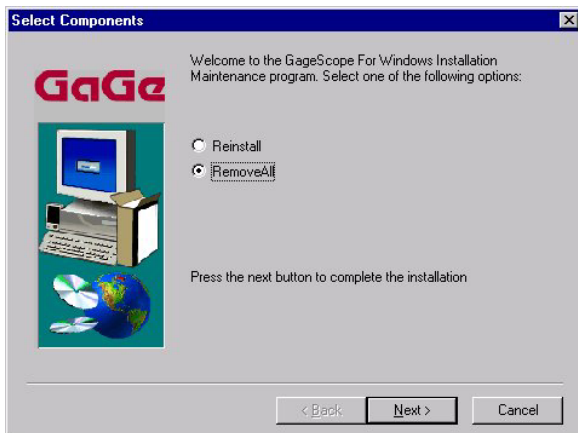 Select Components
GaGe
Welcome to the GageScope For Windows Installation
Maintenance program. Select one of the following options:
Reinstall
RemoveAll
Press the next button to complete the installation
< Back
Next >
Cancel